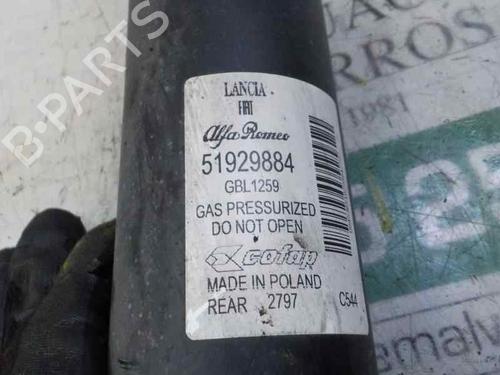 B-PARTS
LANCIA
FIAT
Alfa Romeo
51929884
GBL1259
GAS PRESSURIZED
DO NOT OPEN
cofap
MADE IN POLAND
REAR 2797 C544
1981